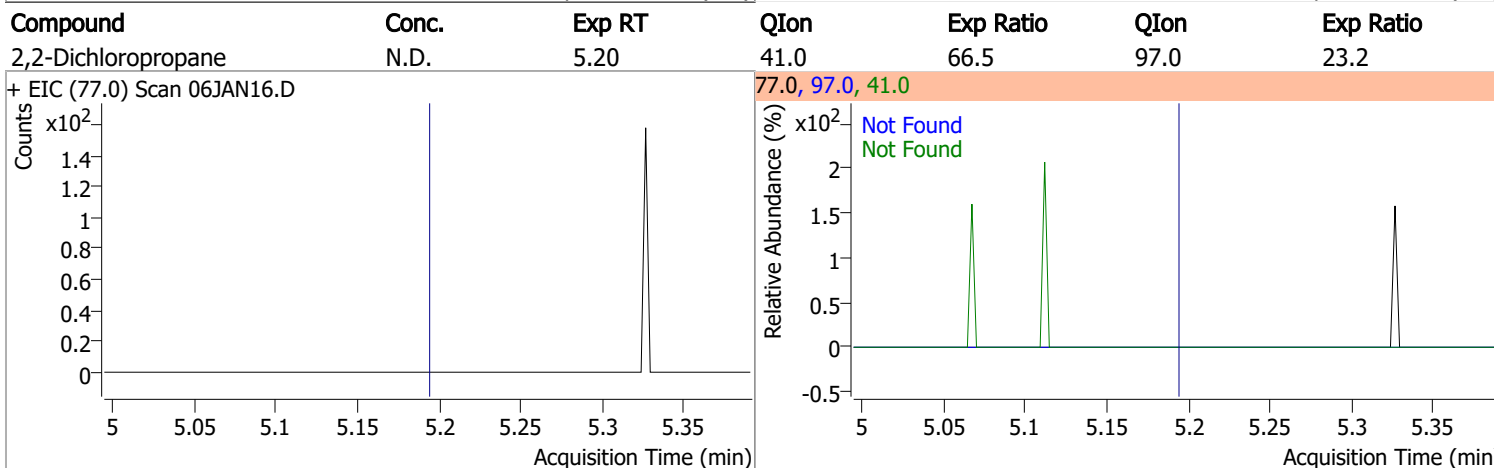 Compound Conc. Exp RT QIon Exp Ratio QIon Exp Ratio
2,2-Dichloropropane N.D. 5.20 41.0 66.5 97.0 23.2
+ EIC (77.0) Scan 06JAN16.D
Counts
x10²
1.4
1.2
1
0.8
0.6
0.4
0.2
0
5 5.05 5.1 5.15 5.2 5.25 5.3 5.35
Acquisition Time (min)
77.0, 97.0, 41.0
Relative Abundance (%)
x10²
Not Found
Not Found
2
1.5
1
0.5
0
-0.5
5 5.05 5.1 5.15 5.2 5.25 5.3 5.35
Acquisition Time (min)